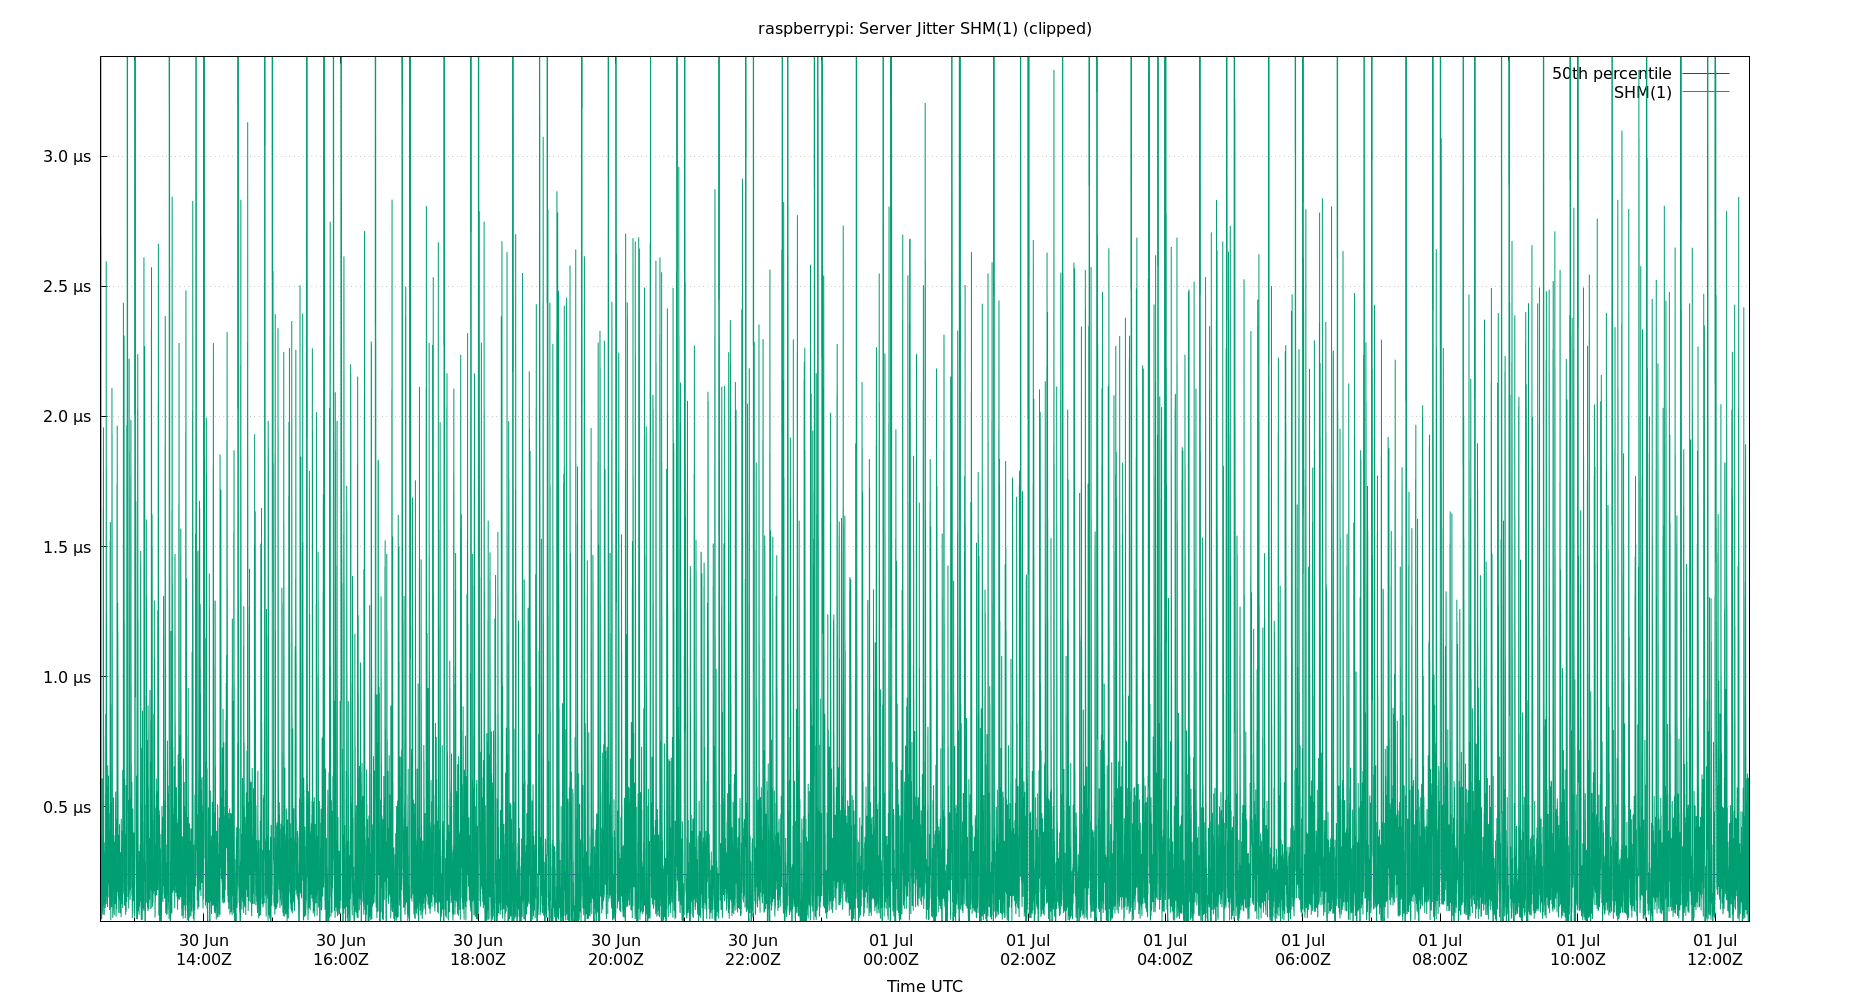 raspberrypi: Server Jitter SHM(1) (clipped)
50th percentile
SHM(1)
3.0 µs
2.5 µs
2.0 µs
1.5 µs
1.0 µs
0.5 µs
30 Jun 30 Jun 30 Jun 30 Jun 30 Jun 01 Jul 01 Jul 01 Jul 01 Jul 01 Jul 01 Jul 01 Jul
14:00Z 16:00Z 18:00Z 20:00Z 22:00Z 00:00Z 02:00Z 04:00Z 06:00Z 08:00Z 10:00Z 12:00Z
Time UTC